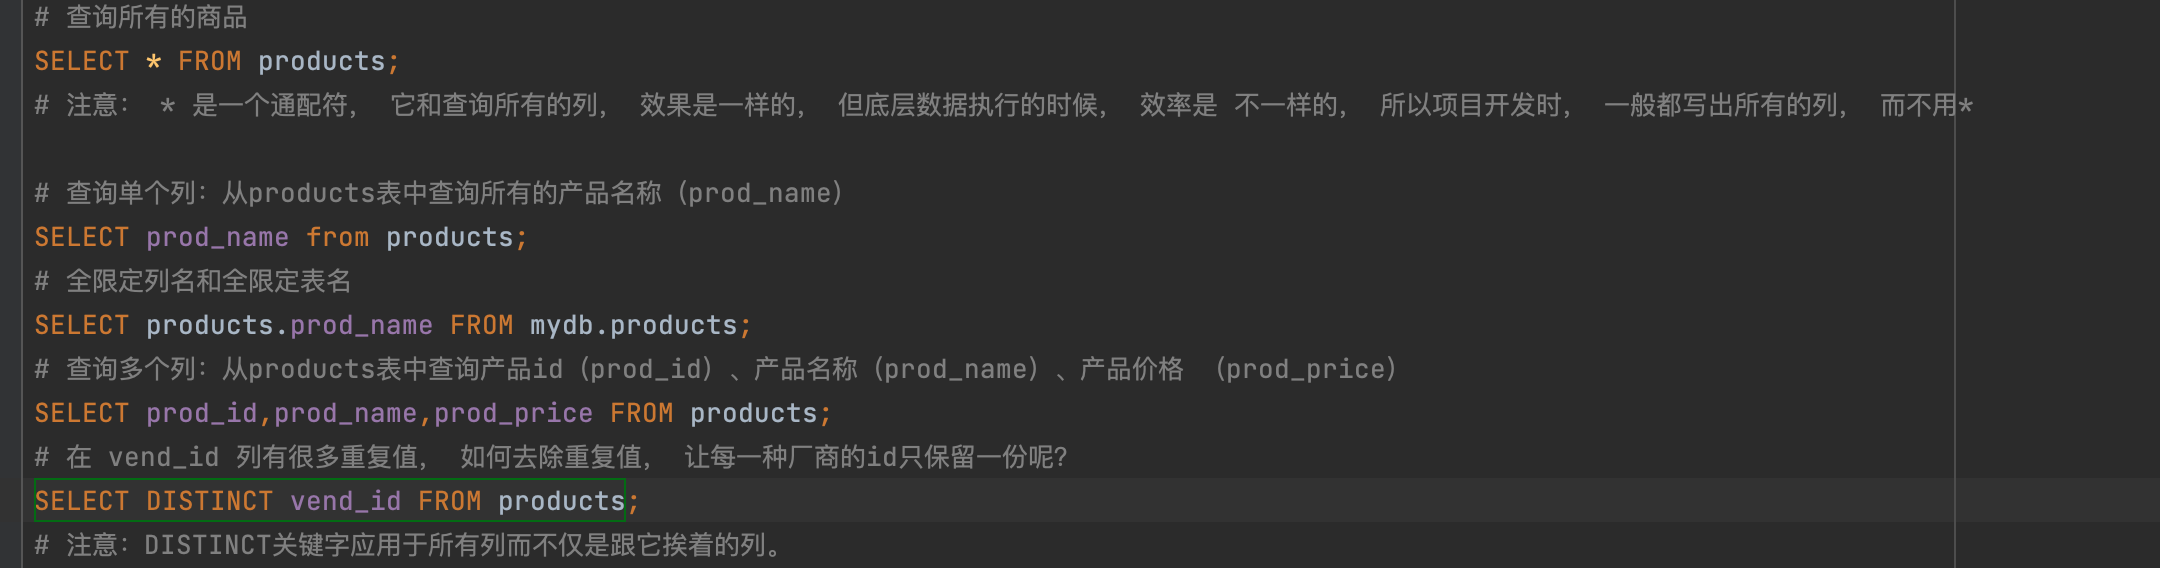 # 查询所有的商品
SELECT * FROM products;
# 注意： * 是一个通配符， 它和查询所有的列， 效果是一样的， 但底层数据执行的时候， 效率是 不一样的， 所以项目开发时， 一般都写出所有的列， 而不用*
# 查询单个列：从products表中查询所有的产品名称（prod_name）
SELECT prod_name from products;
# 全限定列名和全限定表名
SELECT products.prod_name FROM mydb.products;
# 查询多个列：从products表中查询产品id（prod_id）、产品名称（prod_name）、产品价格 （prod_price）
SELECT prod_id,prod_name,prod_price FROM products;
# 在 vend_id 列有很多重复值， 如何去除重复值， 让每一种厂商的id只保留一份呢？
SELECT DISTINCT vend_id FROM products;
# 注意：DISTINCT关键字应用于所有列而不仅是跟它挨着的列。